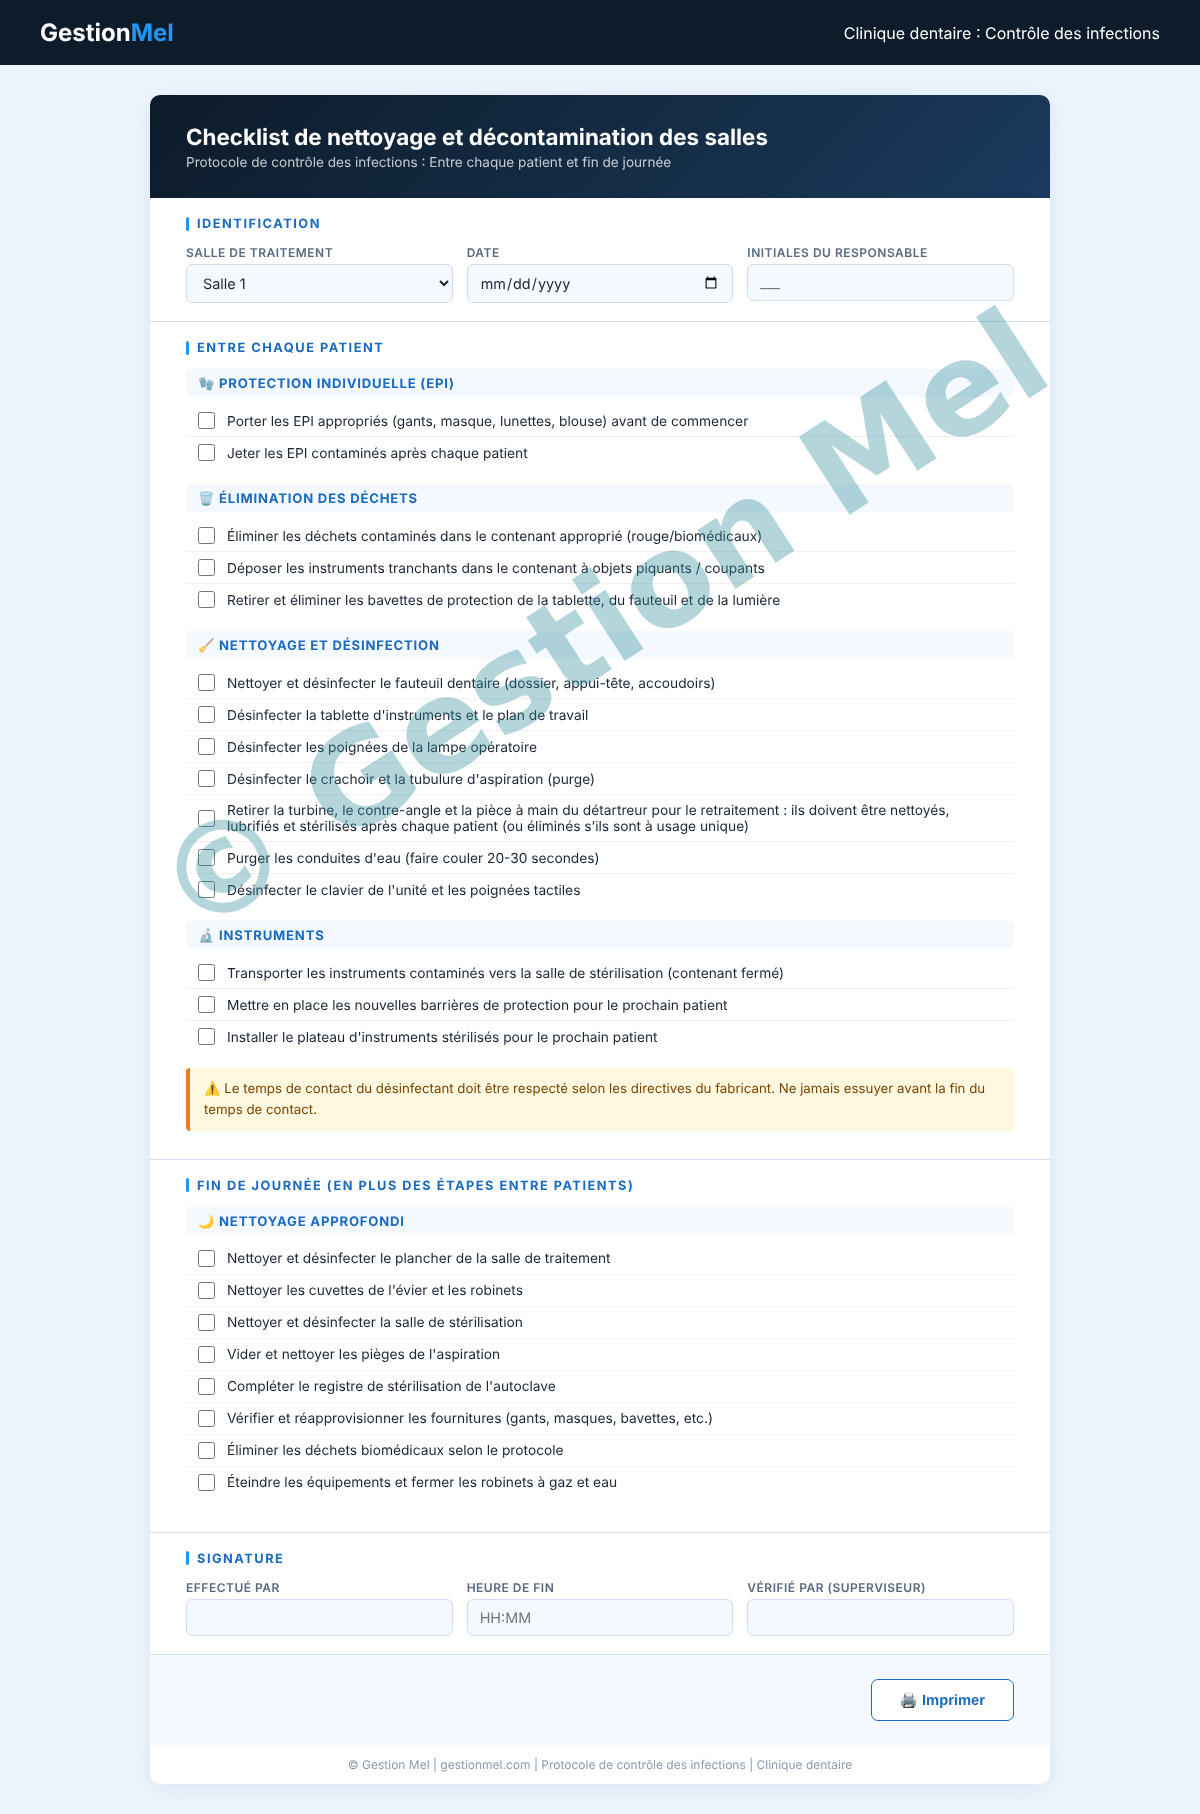 GestionMel
Clinique dentaire : Contrôle des infections
Checklist de nettoyage et décontamination des salles
Protocole de contrôle des infections : Entre chaque patient et fin de journée
IDENTIFICATION
SALLE DE TRAITEMENT
DATE
INITIALES DU RESPONSABLE
Salle 1
mm/dd/yyyy
___
ENTRE CHAQUE PATIENT
🧤 PROTECTION INDIVIDUELLE (EPI)
Porter les EPI appropriés (gants, masque, lunettes, blouse) avant de commencer
Jeter les EPI contaminés après chaque patient
🗑️ ÉLIMINATION DES DÉCHETS
Éliminer les déchets contaminés dans le contenant approprié (rouge/biomédicaux)
Déposer les instruments tranchants dans le contenant à objets piquants / coupants
Retirer et éliminer les bavettes de protection de la tablette, du fauteuil et de la lumière
🧹 NETTOYAGE ET DÉSINFECTION
Nettoyer et désinfecter le fauteuil dentaire (dossier, appui-tête, accoudoirs)
Désinfecter la tablette d'instruments et le plan de travail
Désinfecter les poignées de la lampe opératoire
Désinfecter le crachoir et la tubulure d'aspiration (purge)
Retirer la turbine, le contre-angle et la pièce à main du détartreur pour le retraitement : ils doivent être nettoyés,
lubrifiés et stérilisés après chaque patient (ou éliminés s’ils sont à usage unique)
Purger les conduites d'eau (faire couler 20-30 secondes)
Désinfecter le clavier de l'unité et les poignées tactiles
🔬 INSTRUMENTS
Transporter les instruments contaminés vers la salle de stérilisation (contenant fermé)
Mettre en place les nouvelles barrières de protection pour le prochain patient
Installer le plateau d'instruments stérilisés pour le prochain patient
⚠️ Le temps de contact du désinfectant doit être respecté selon les directives du fabricant. Ne jamais essuyer avant la fin du
temps de contact.
FIN DE JOURNÉE (EN PLUS DES ÉTAPES ENTRE PATIENTS)
🌙 NETTOYAGE APPROFONDI
Nettoyer et désinfecter le plancher de la salle de traitement
Nettoyer les cuvettes de l'évier et les robinets
Nettoyer et désinfecter la salle de stérilisation
Vider et nettoyer les pièges de l'aspiration
Compléter le registre de stérilisation de l'autoclave
Vérifier et réapprovisionner les fournitures (gants, masques, bavettes, etc.)
Éliminer les déchets biomédicaux selon le protocole
Éteindre les équipements et fermer les robinets à gaz et eau
SIGNATURE
EFFECTUÉ PAR
HEURE DE FIN
VÉRIFIÉ PAR (SUPERVISEUR)
HH:MM
🖨️ Imprimer
© Gestion Mel | gestionmel.com | Protocole de contrôle des infections | Clinique dentaire
© Gestion Mel